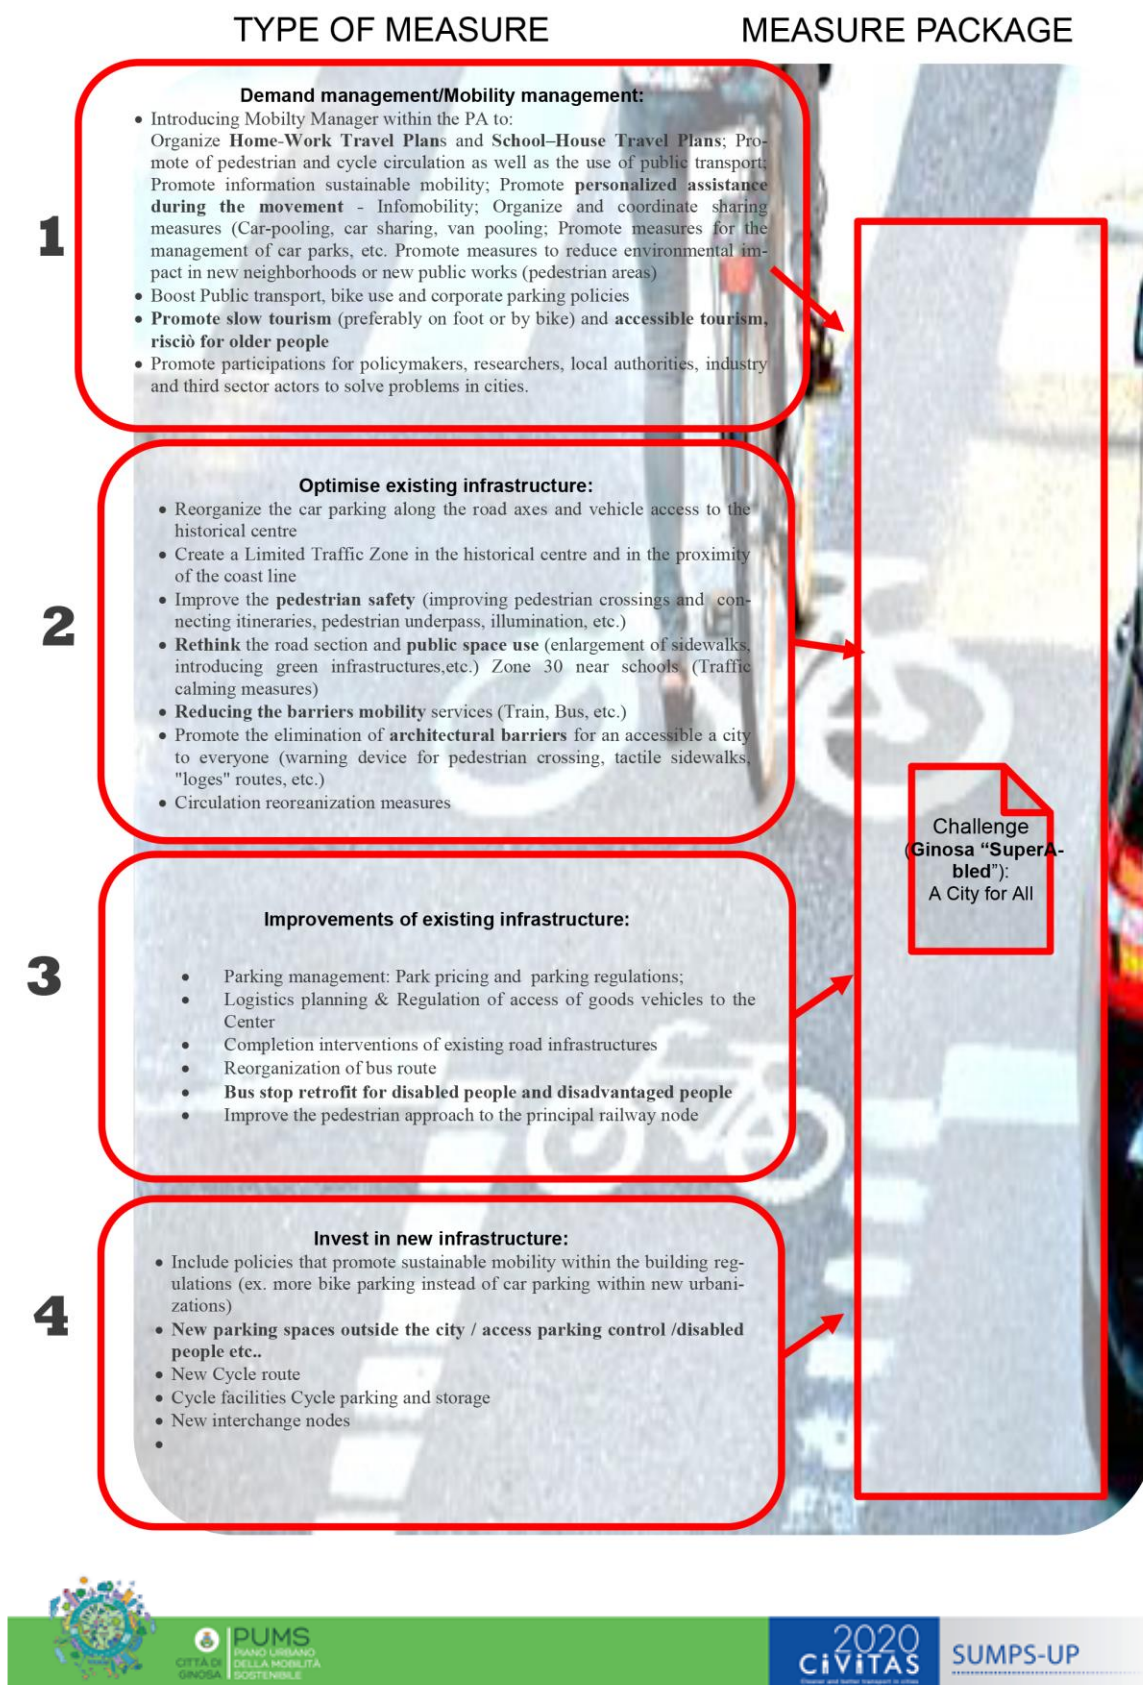 TYPE OF MEASURE
MEASURE PACKAGE
1
Demand management/Mobility management:
• Introducing Mobilty Manager within the PA to:
Organize Home-Work Travel Plans and School–House Travel Plans; Pro-
mote of pedestrian and cycle circulation as well as the use of public transport;
Promote information sustainable mobility; Promote personalized assistance
during the movement - Infomobility; Organize and coordinate sharing
measures (Car-pooling, car sharing, van pooling; Promote measures for the
management of car parks, etc. Promote measures to reduce environmental im-
pact in new neighborhoods or new public works (pedestrian areas)
• Boost Public transport, bike use and corporate parking policies
• Promote slow tourism (preferably on foot or by bike) and accessible tourism,
risciò for older people
• Promote participations for policymakers, researchers, local authorities, industry
and third sector actors to solve problems in cities.
2
Optimise existing infrastructure:
• Reorganize the car parking along the road axes and vehicle access to the
historical centre
• Create a Limited Traffic Zone in the historical centre and in the proximity
of the coast line
• Improve the pedestrian safety (improving pedestrian crossings and con-
necting itineraries, pedestrian underpass, illumination, etc.)
• Rethink the road section and public space use (enlargement of sidewalks,
introducing green infrastructures,etc.) Zone 30 near schools (Traffic
calming measures)
• Reducing the barriers mobility services (Train, Bus, etc.)
• Promote the elimination of architectural barriers for an accessible a city
to everyone (warning device for pedestrian crossing, tactile sidewalks,
"loges" routes, etc.)
• Circulation reorganization measures
Challenge
(Ginosa “SuperA-
bled”):
A City for All
3
Improvements of existing infrastructure:
• Parking management: Park pricing and parking regulations;
• Logistics planning & Regulation of access of goods vehicles to the
Center
• Completion interventions of existing road infrastructures
• Reorganization of bus route
• Bus stop retrofit for disabled people and disadvantaged people
• Improve the pedestrian approach to the principal railway node
4
Invest in new infrastructure:
• Include policies that promote sustainable mobility within the building reg-
ulations (ex. more bike parking instead of car parking within new urbani-
zations)
• New parking spaces outside the city / access parking control /disabled
people etc..
• New Cycle route
• Cycle facilities Cycle parking and storage
• New interchange nodes
•
CITTÀ DI
GINOSA
PUMS
PIANO URBANO
DELLA MOBILITÀ
SOSTENIBILE
2020
CiViTAS
Cleaner and better transport in cities
SUMPS-UP